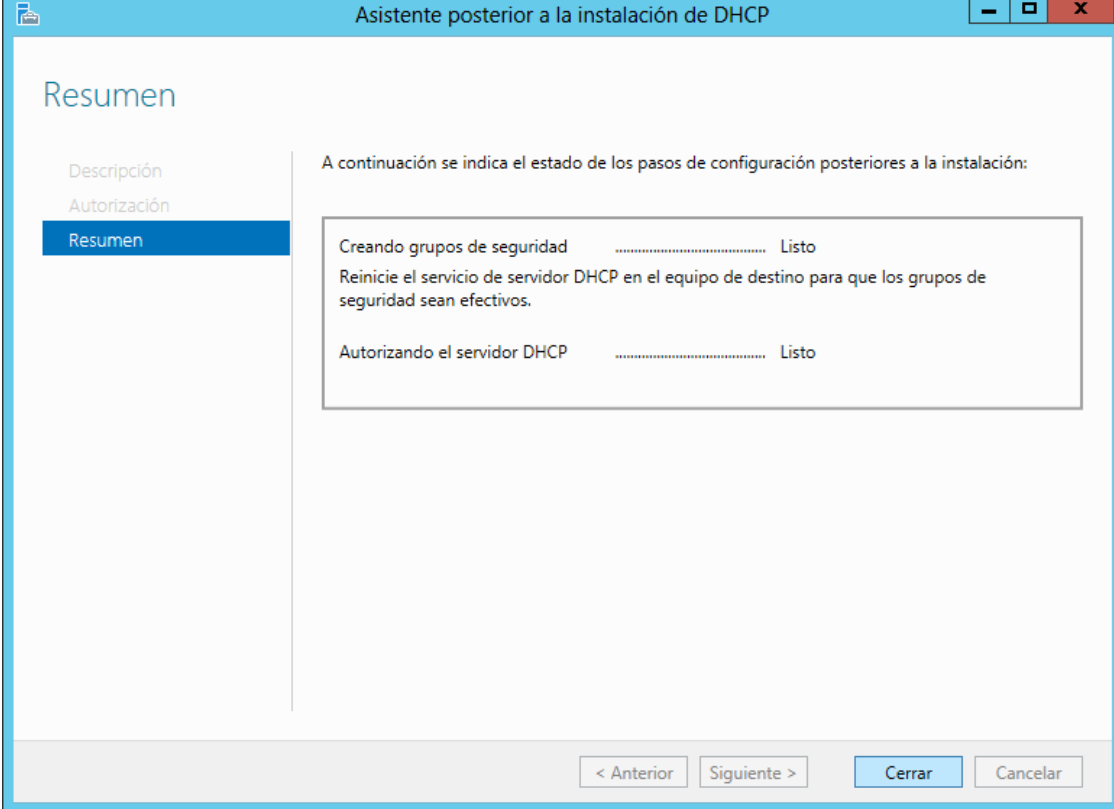 Asistente posterior a la instalación de DHCP
Resumen
Descripción
Autorización
Resumen
A continuación se indica el estado de los pasos de configuración posteriores a la instalación:
Creando grupos de seguridad ........................................ Listo
Reinicie el servicio de servidor DHCP en el equipo de destino para que los grupos de
seguridad sean efectivos.
Autorizando el servidor DHCP ........................................ Listo
< Anterior Siguiente > Cerrar Cancelar